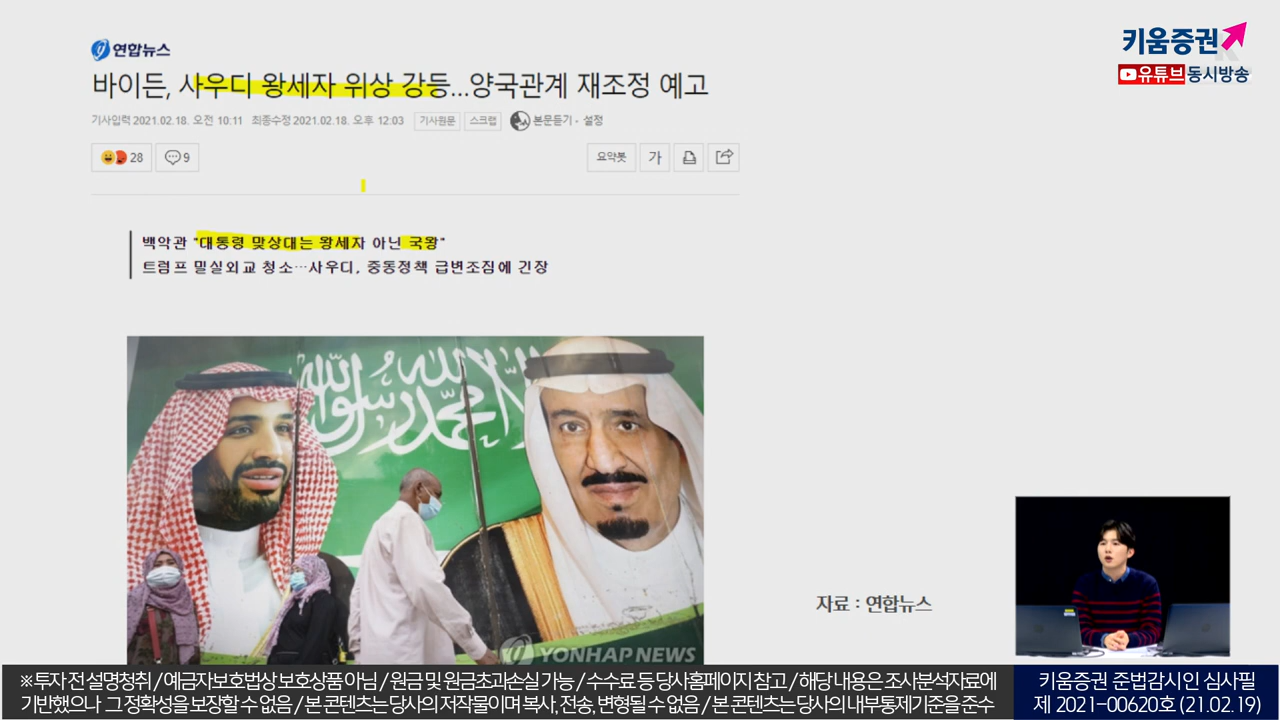 연합뉴스
키움증권
유튜브동시방송
바이든, 사우디 왕세자 위상 강등...양국관계 재조정 예고
기사입력 2021.02.18. 오전 10:11 최종수정 2021.02.18. 오후 12:03 기사원문 스크랩 본문듣기 · 설정
28 9 요약봇 가
백악관 "대통령 맞상대는 왕세자 아닌 국왕"
트럼프 밀실외교 청소…사우디, 중동정책 급변조짐에 긴장
لا إله إلا الله محمد رسول الله
YONHAP NEWS
자료 : 연합뉴스
※ 투자 전 설명청취 / 예금자보호법상 보호상품 아님 / 원금 및 원금초과손실 가능 / 수수료 등 당사홈페이지 참고 / 해당 내용은 조사분석자료에
기반했으나 그 정확성을 보장할 수 없음 / 본 콘텐츠는 당사의 저작물이며 복사, 전송, 변형될 수 없음 / 본 콘텐츠는 당사의 내부통제기준을 준수
키움증권 준법감시인 심사필
제 2021-00620호 (21.02.19)